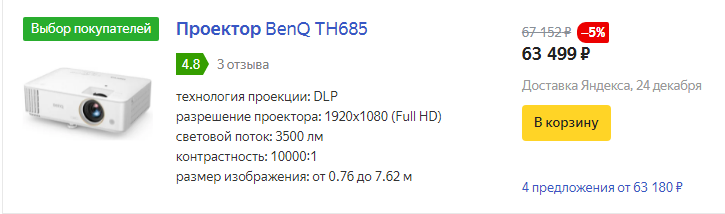 Выбор покупателей
Проектор BenQ TH685
4.8 3 отзыва
технология проекции: DLP
разрешение проектора: 1920x1080 (Full HD)
световой поток: 3500 лм
контрастность: 10000:1
размер изображения: от 0.76 до 7.62 м
67 152 ₽ –5%
63 499 ₽
Доставка Яндекса, 24 декабря
В корзину
4 предложения от 63 180 ₽